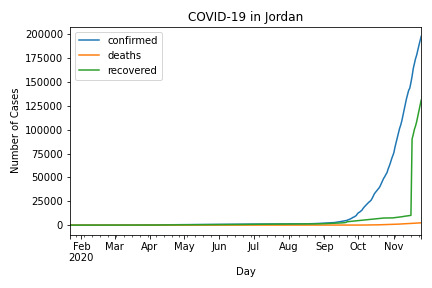 COVID-19 in Jordan
confirmed
deaths
recovered
200000
175000
150000
125000
100000
75000
50000
25000
0
Number of Cases
Feb Mar Apr May Jun Jul Aug Sep Oct Nov
2020
Day